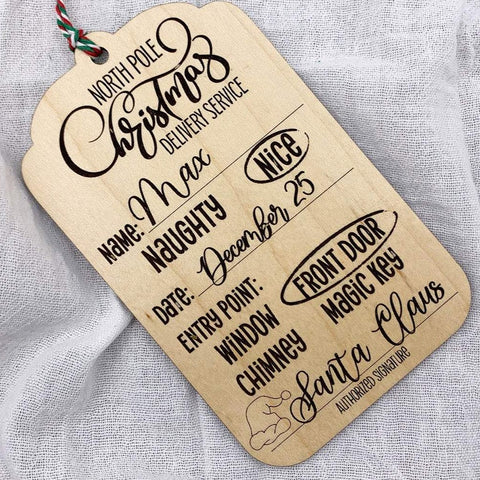 NORTH POLE
Christmas
DELIVERY SERVICE
NAME: Max
NAUGHTY NICE
DATE: December 25
ENTRY POINT: FRONT DOOR
WINDOW MAGIC KEY
CHIMNEY
Santa Claus
AUTHORIZED SIGNATURE